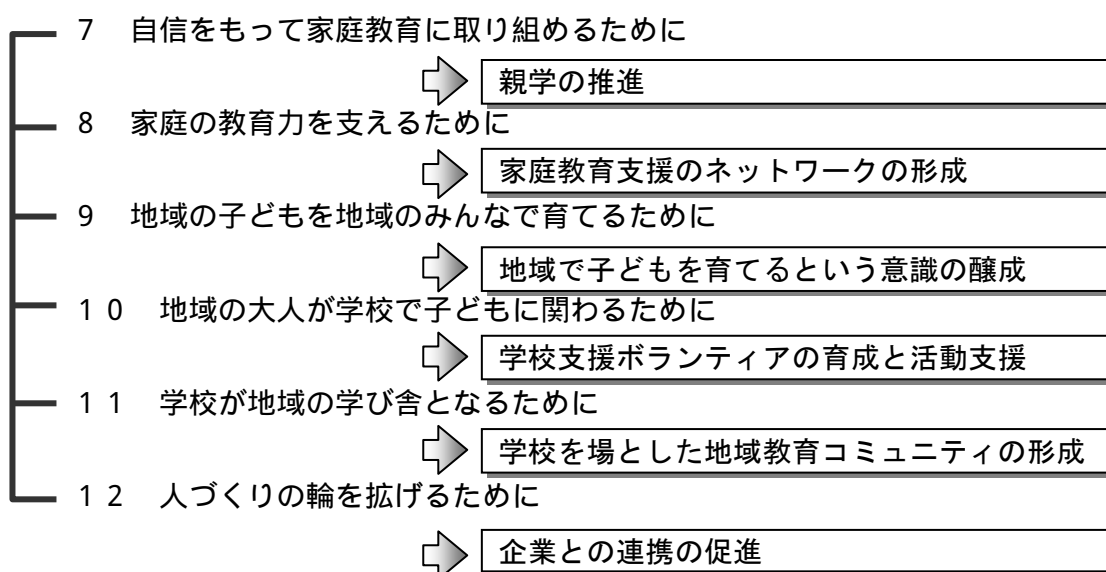 7　自信をもって家庭教育に取り組めるために
親学の推進
8　家庭の教育力を支えるために
家庭教育支援のネットワークの形成
9　地域の子どもを地域のみんなで育てるために
地域で子どもを育てるという意識の醸成
10　地域の大人が学校で子どもに関わるために
学校支援ボランティアの育成と活動支援
11　学校が地域の学び舎となるために
学校を場とした地域教育コミュニティの形成
12　人づくりの輪を拡げるために
企業との連携の促進